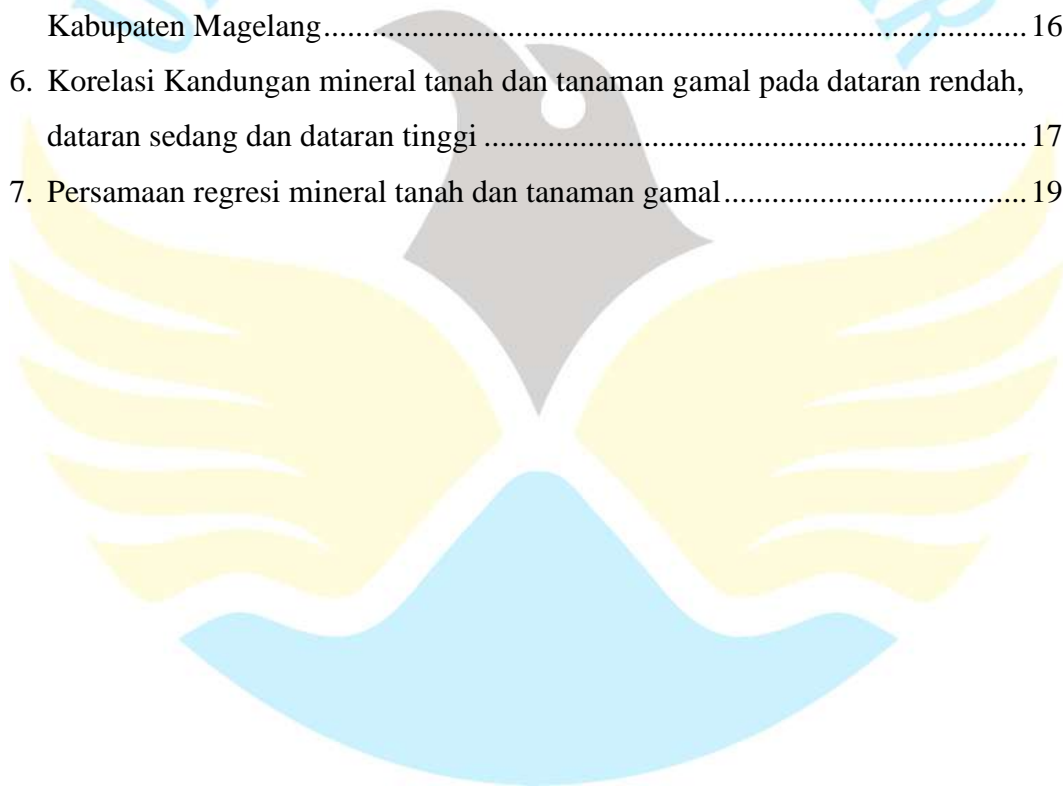 Kabupaten Magelang....................................................................................... 16
6. Korelasi Kandungan mineral tanah dan tanaman gamal pada dataran rendah,
dataran sedang dan dataran tinggi ................................................................... 17
7. Persamaan regresi mineral tanah dan tanaman gamal...................................... 19